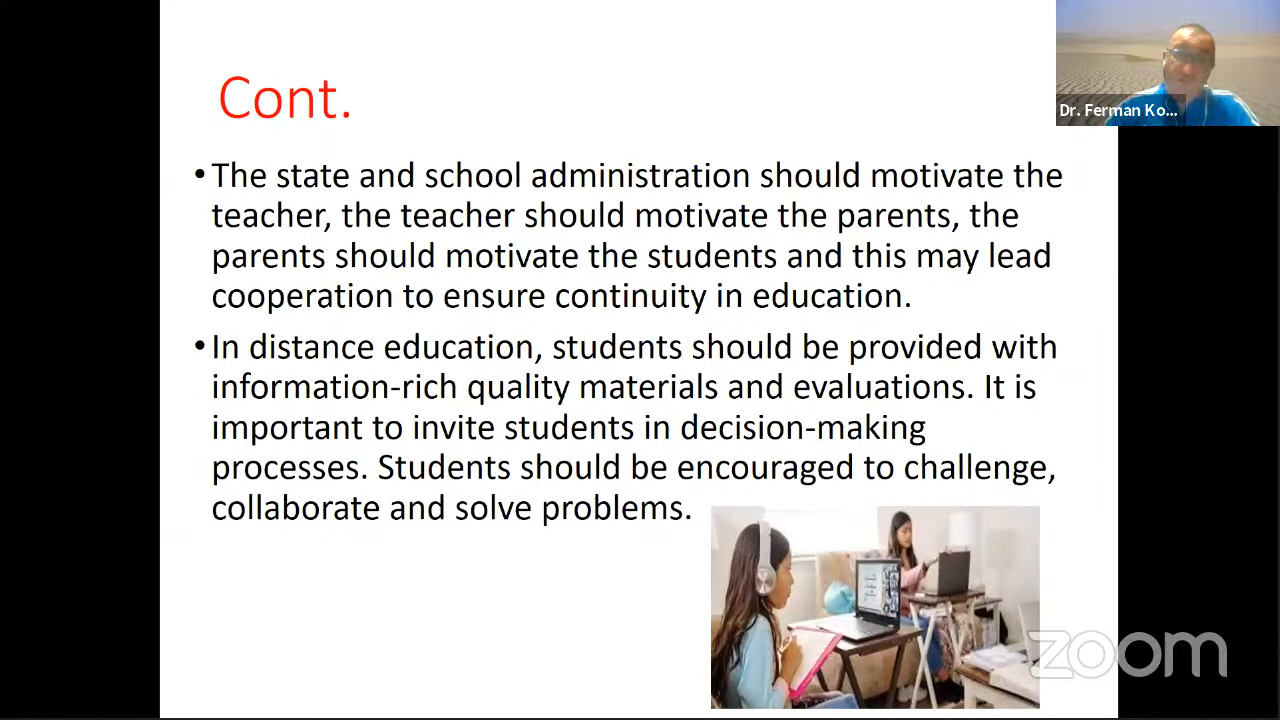 Cont.
Dr. Ferman Ko...
• The state and school administration should motivate the
teacher, the teacher should motivate the parents, the
parents should motivate the students and this may lead
cooperation to ensure continuity in education.
• In distance education, students should be provided with
information-rich quality materials and evaluations. It is
important to invite students in decision-making
processes. Students should be encouraged to challenge,
collaborate and solve problems.
zoom